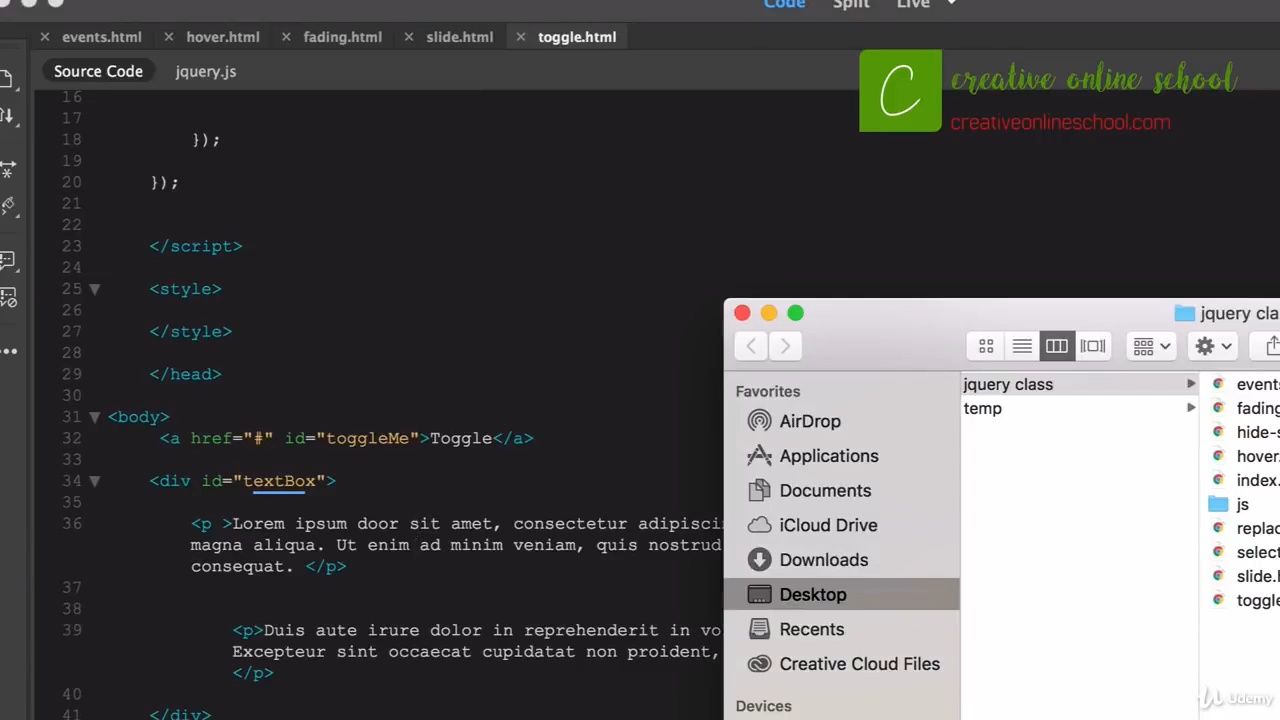 Code Split Live
events.html hover.html fading.html slide.html toggle.html
Source Code jquery.js
C creative online school
creativeonlineschool.com
16
17
18 });
19
20 });
21
22
23 </script>
24
25 <style>
26
27 </style>
28
29 </head>
30
31 <body>
32 <a href="#" id="toggleMe">Toggle</a>
33
34 <div id="textBox">
35
36 <p >Lorem ipsum door sit amet, consectetur adipiscin
magna aliqua. Ut enim ad minim veniam, quis nostrud
consequat. </p>
37
38
39 <p>Duis aute irure dolor in reprehenderit in vo
Excepteur sint occaecat cupidatat non proident,
</p>
40
41 </div>
jquery cla
Favorites
AirDrop
Applications
Documents
iCloud Drive
Downloads
Desktop
Recents
Creative Cloud Files
Devices
jquery class
temp
events
fading
hide-s
hover.
index.
js
replac
select
slide.h
toggle
Udemy